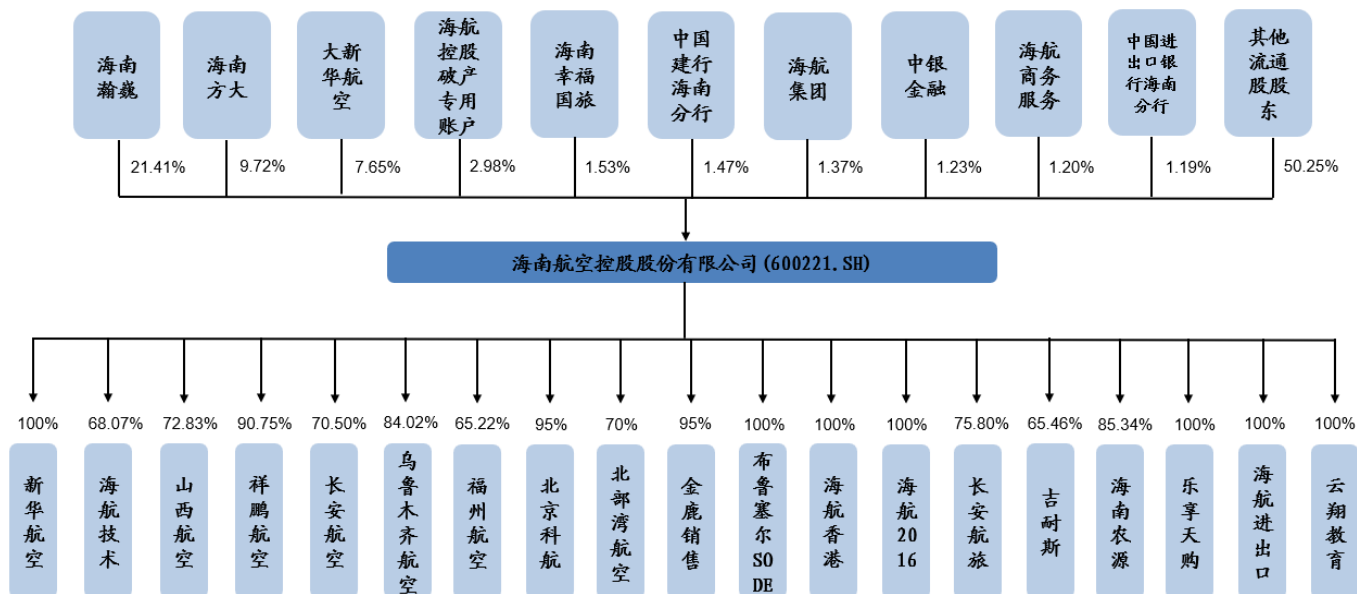 海南
瀚巍
海南
方大
大新
华航
空
海航
控股
破产
专用
账户
海南
幸福
国旅
中国
建行
海南
分行
海航
集团
中银
金融
海航
商务
服务
中国进
出口银
行海南
分行
其他
流通
股股
东
21.41%
9.72%
7.65%
2.98%
1.53%
1.47%
1.37%
1.23%
1.20%
1.19%
50.25%
海南航空控股股份有限公司(600221.SH)
100%
68.07%
72.83%
90.75%
70.50%
84.02%
65.22%
95%
70%
95%
100%
100%
100%
75.80%
65.46%
85.34%
100%
100%
100%
新华航空
海航技术
山西航空
祥鹏航空
长安航空
乌鲁木齐航空
福州航空
北京科航
北部湾航空
金鹿销售
布鲁塞尔SODE
海航香港
海航2016
长安航旅
吉耐斯
海南农源
乐享天购
海航进出口
云翔教育